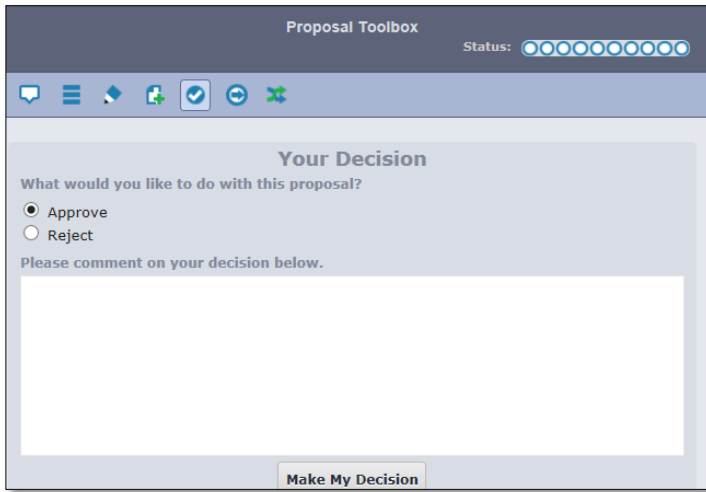 Proposal Toolbox
Status:
Your Decision
What would you like to do with this proposal?
Approve
Reject
Please comment on your decision below.
Make My Decision